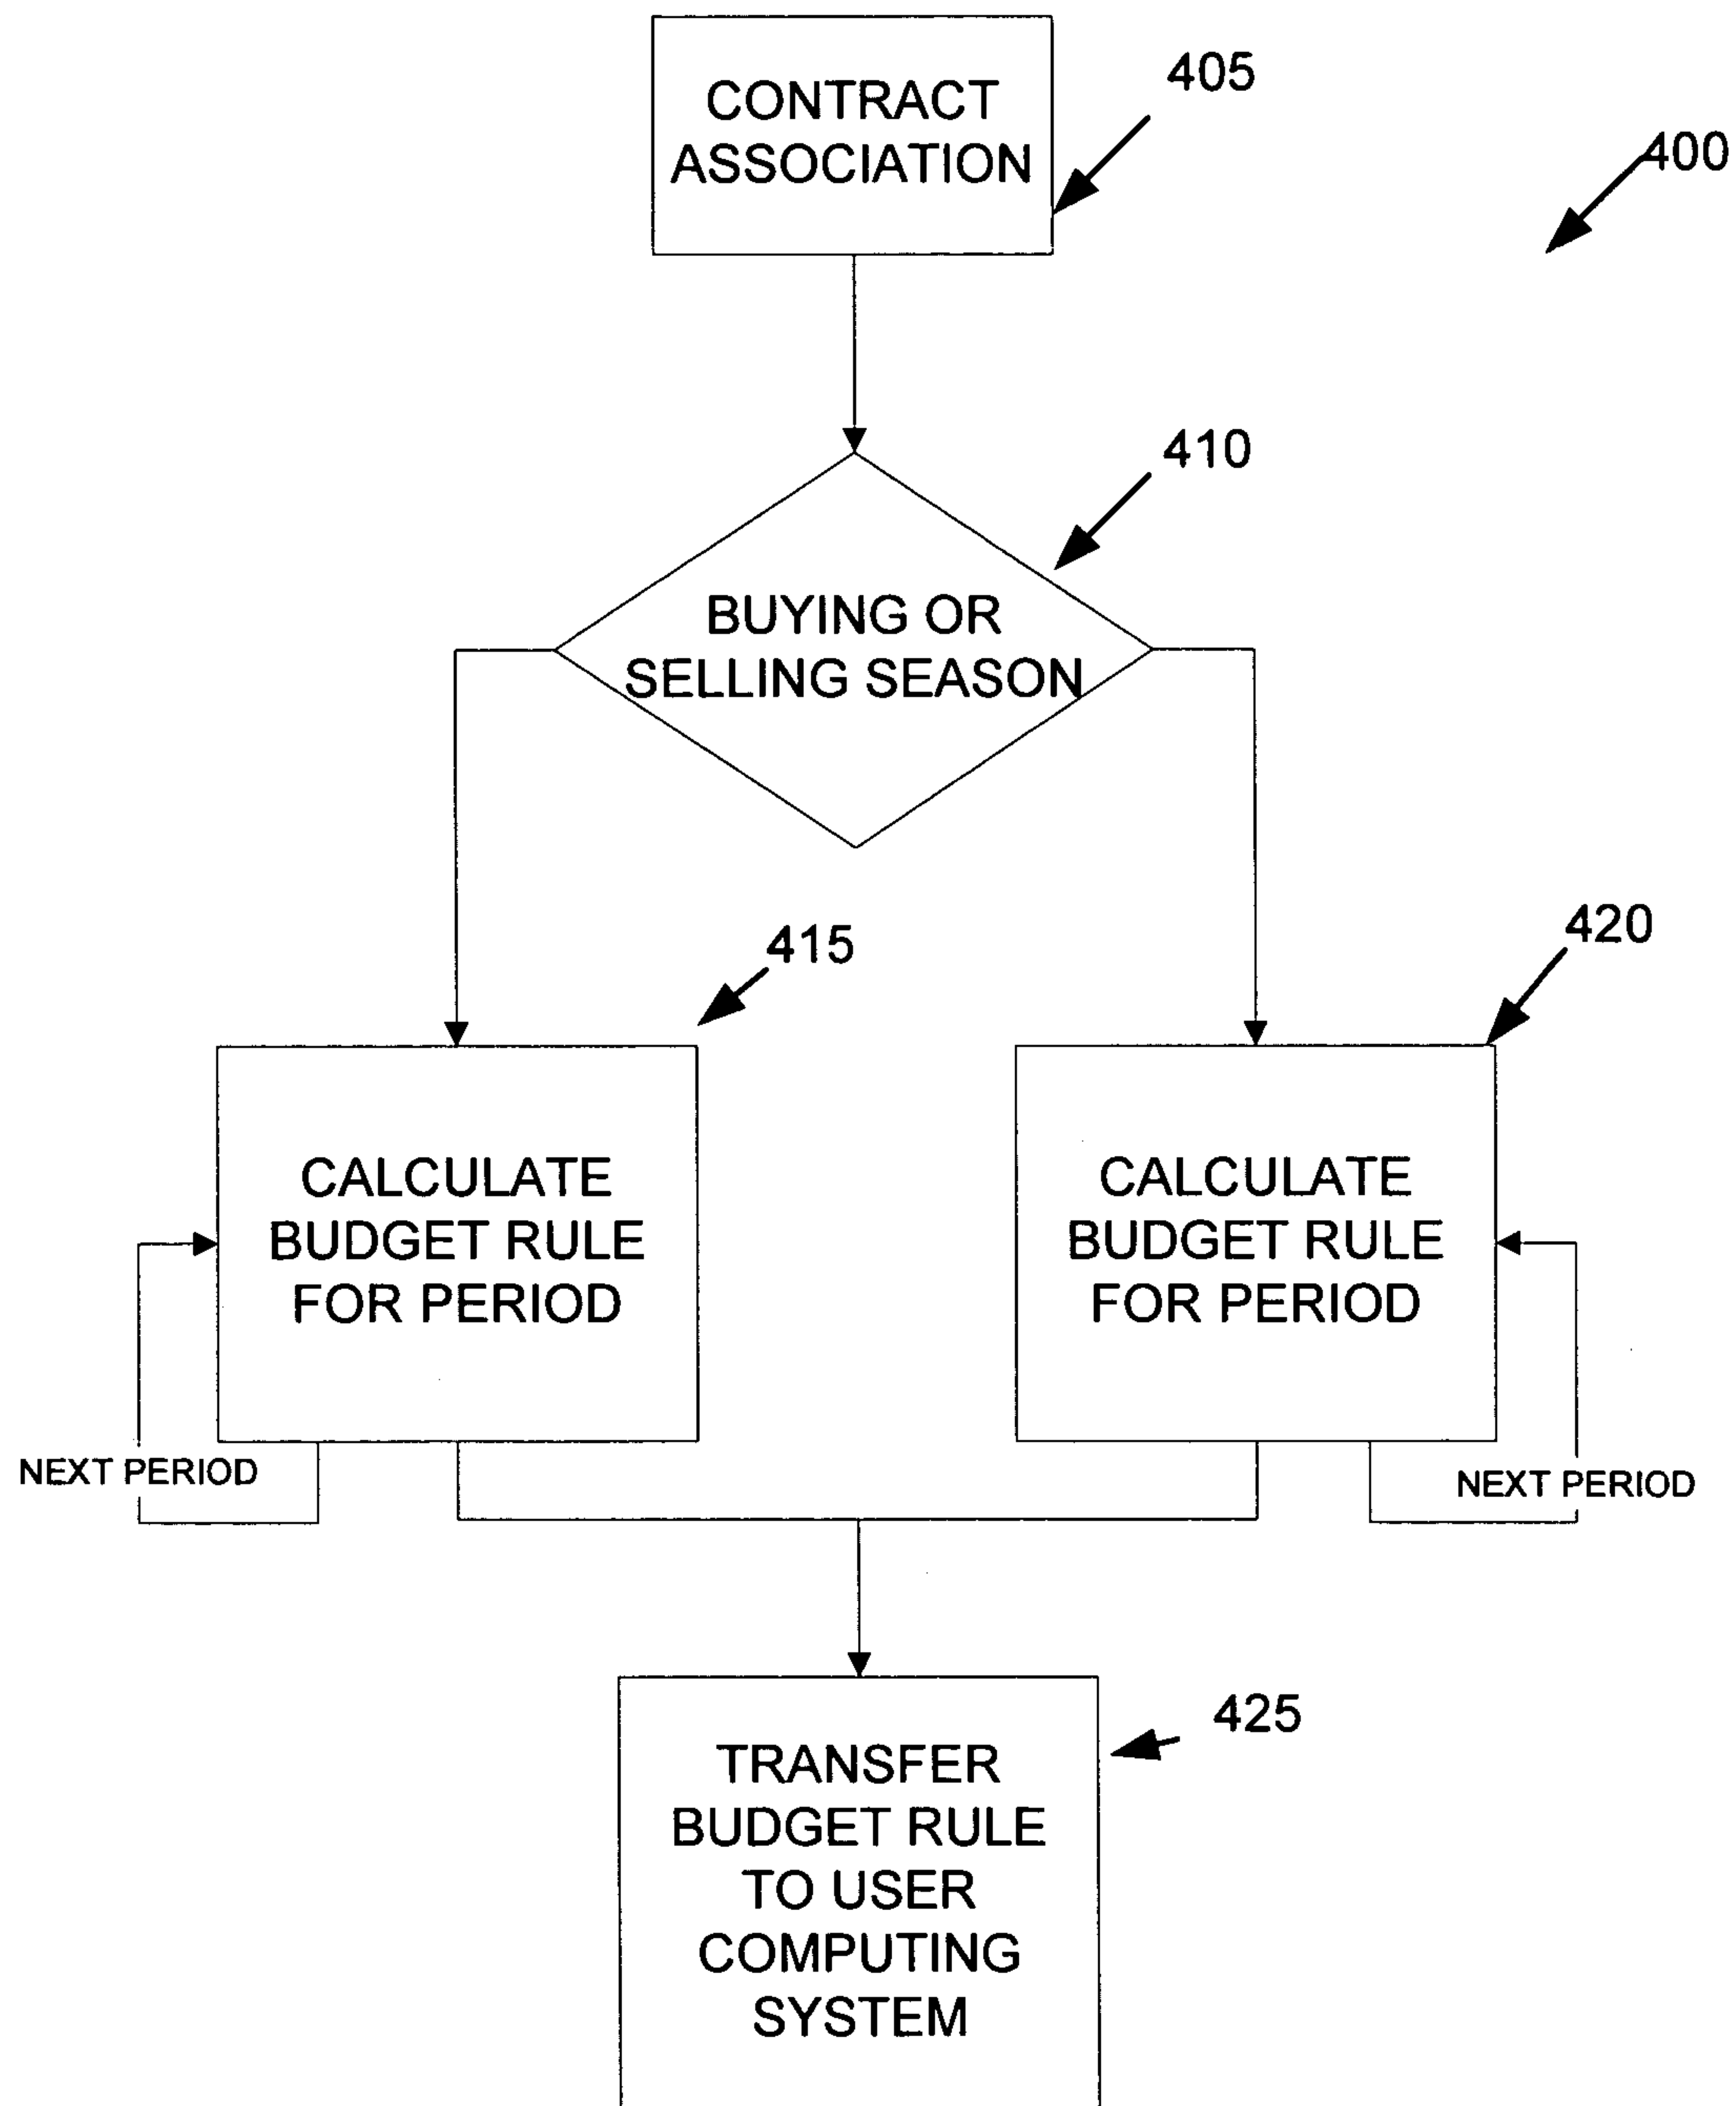 CONTRACT
ASSOCIATION
405
400
410
BUYING OR
SELLING SEASON
415
420
CALCULATE
BUDGET RULE
FOR PERIOD
CALCULATE
BUDGET RULE
FOR PERIOD
NEXT PERIOD
NEXT PERIOD
425
TRANSFER
BUDGET RULE
TO USER
COMPUTING
SYSTEM